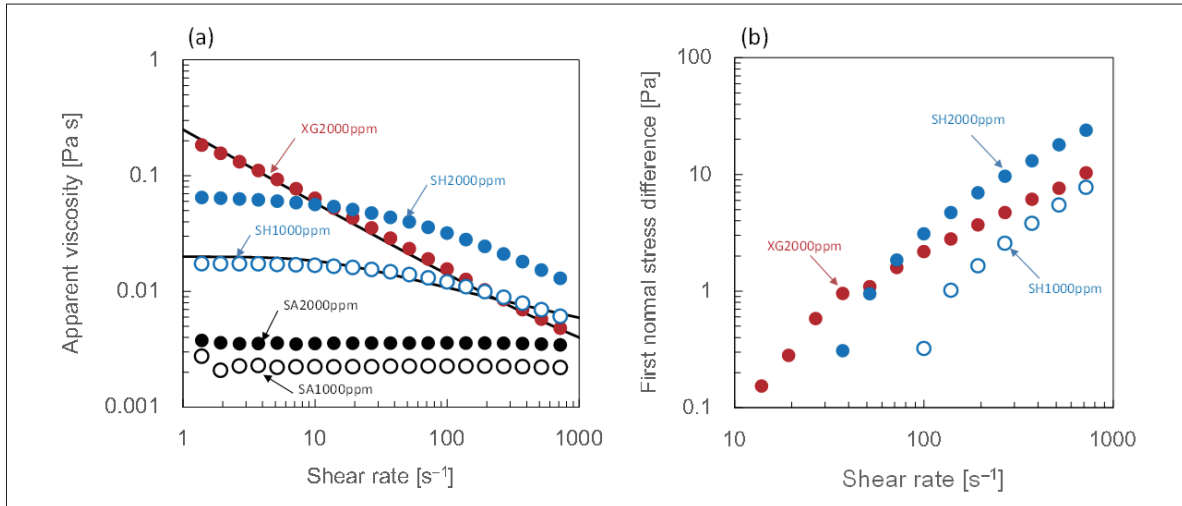 (a)
Apparent viscosity [Pa s]
1
0.1
0.01
0.001
XG2000ppm
SH2000ppm
SH1000ppm
SA2000ppm
SA1000ppm
1
10
100
1000
Shear rate [s⁻¹]
(b)
First normal stress difference [Pa]
100
10
1
0.1
SH2000ppm
XG2000ppm
SH1000ppm
10
100
1000
Shear rate [s⁻¹]